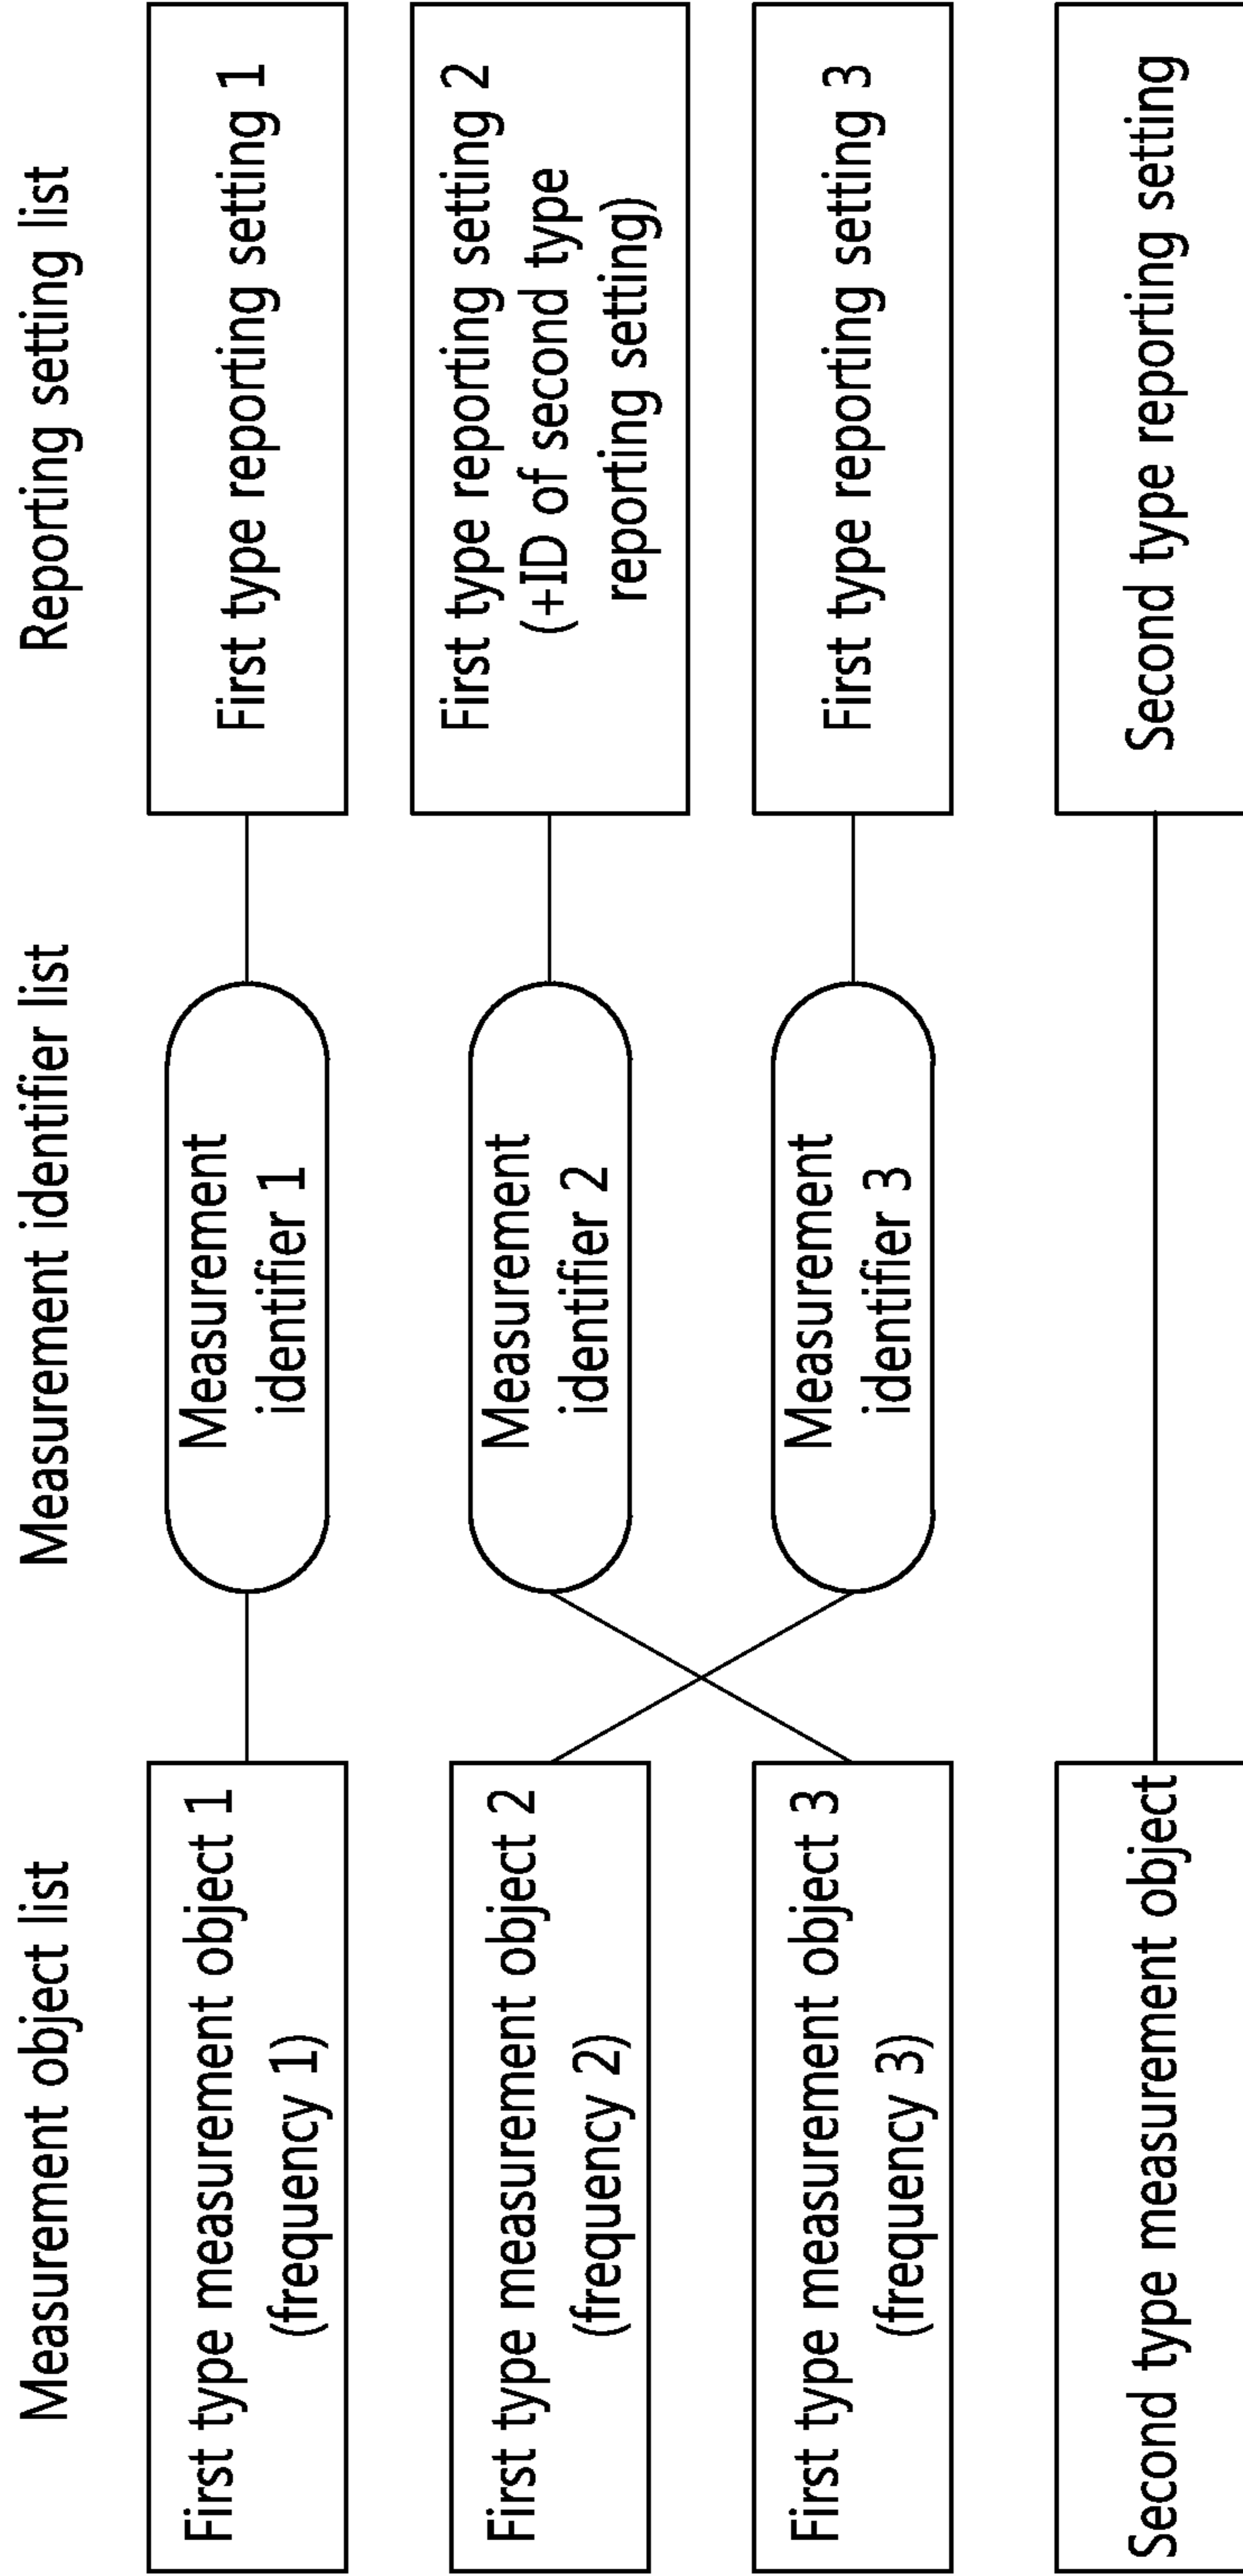 Measurement object list
Measurement identifier list
Reporting setting list
First type measurement object 1
(frequency 1)
Measurement
identifier 1
First type reporting setting 1
First type measurement object 2
(frequency 2)
Measurement
identifier 2
First type reporting setting 2
(+ID of second type
reporting setting)
First type measurement object 3
(frequency 3)
Measurement
identifier 3
First type reporting setting 3
Second type measurement object
Second type reporting setting